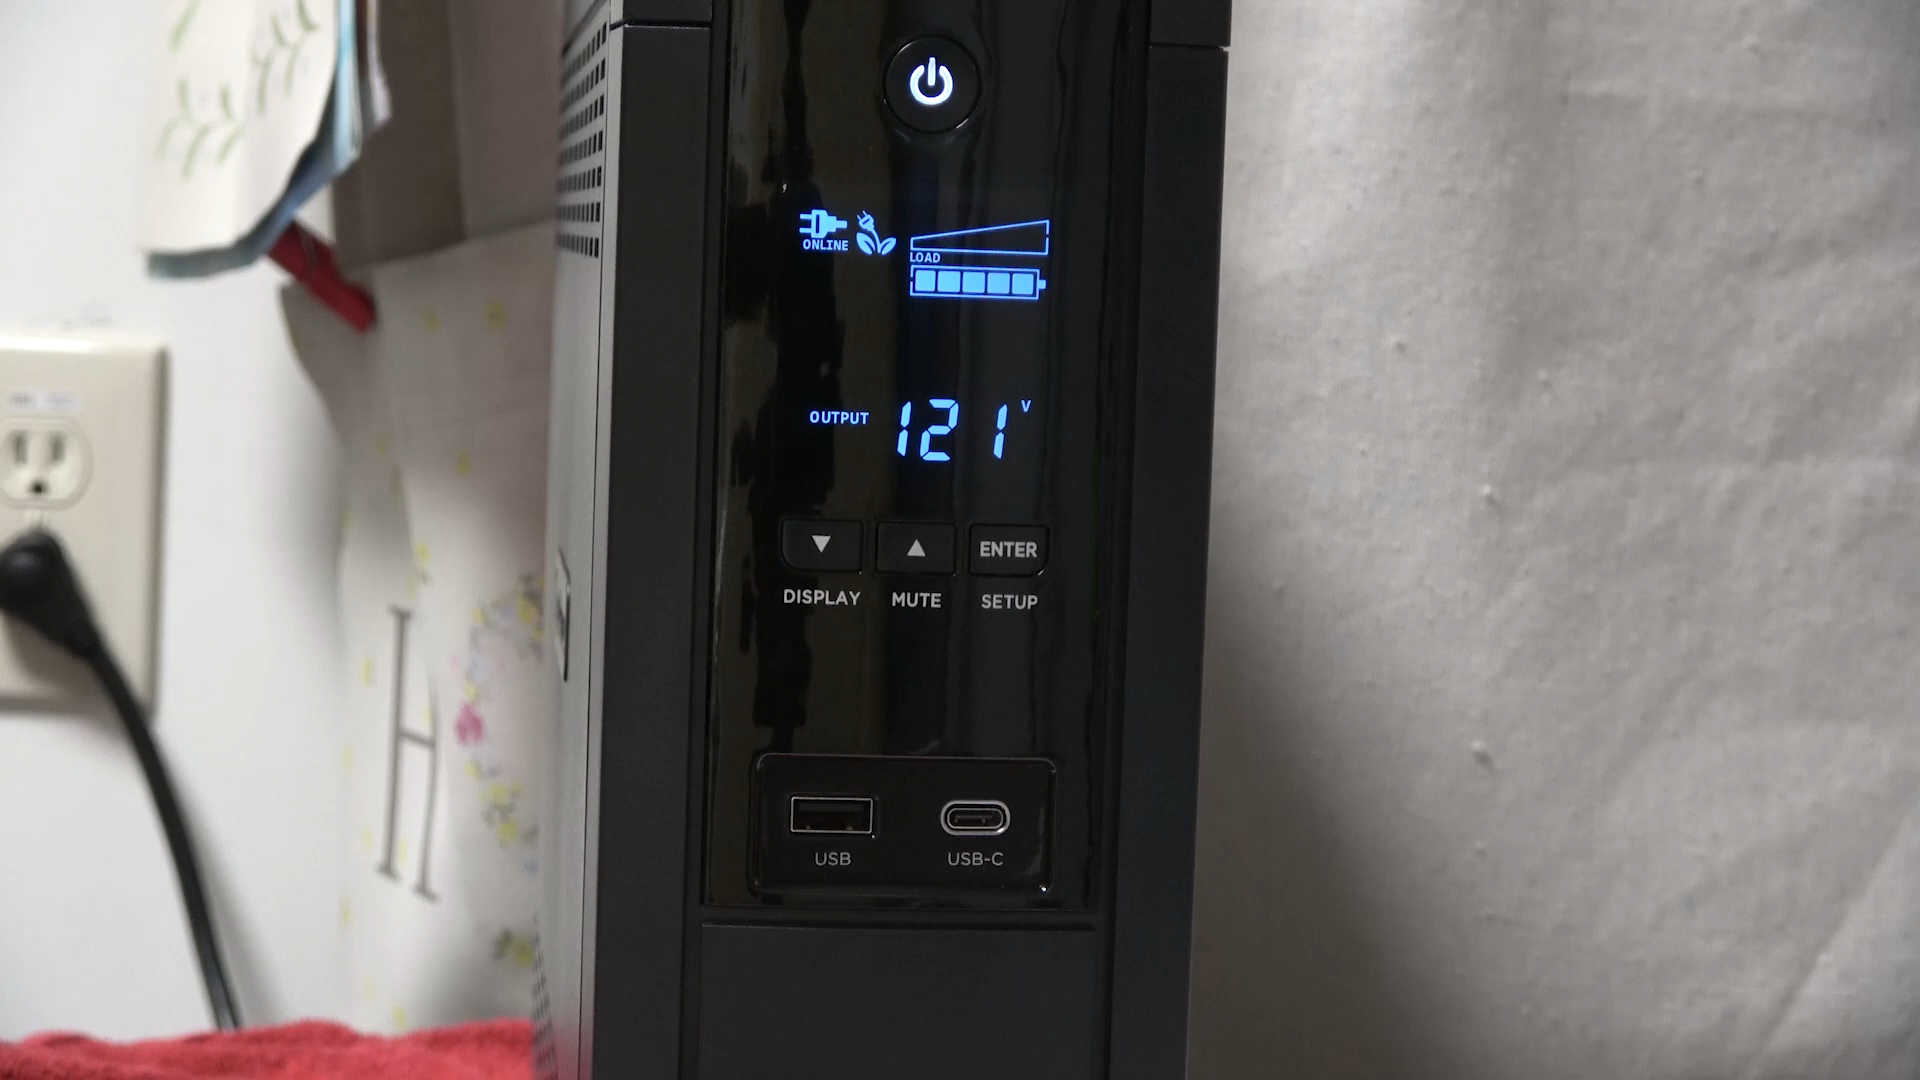 ONLINE
LOAD
OUTPUT 121 V
ENTER
DISPLAY MUTE SETUP
USB USB-C
H